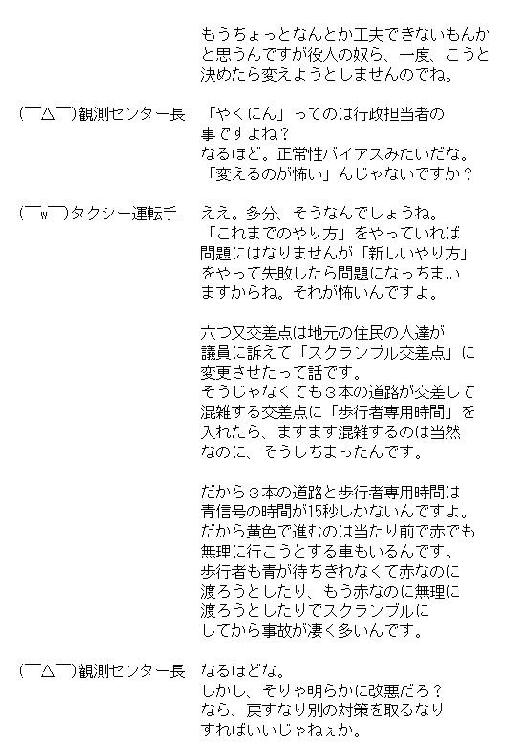 もうちょっとなんとか工夫できないもんか
と思うんですが役人の奴ら、一度、こうと
決めたら変えようとしませんのでね。
(￣△￣)観測センター長 「やくにん」ってのは行政担当者の
事ですよね？
なるほど。正常性バイアスみたいだな。
「変えるのが怖い」んじゃないですか？
(￣w￣)タクシー運転手 ええ。多分、そうなんでしょうね。
「これまでのやり方」をやっていれば
問題にはなりませんが「新しいやり方」
をやって失敗したら問題になっちまい
ますからね。それが怖いんですよ。
六つ又交差点は地元の住民の人達が
議員に訴えて「スクランブル交差点」に
変更させたって話です。
そうじゃなくても３本の道路が交差して
混雑する交差点に「歩行者専用時間」を
入れたら、ますます混雑するのは当然
なのに、そうしちまったんです。
だから３本の道路と歩行者専用時間は
青信号の時間が15秒しかないんですよ。
だから黄色で進むのは当たり前で赤でも
無理に行こうとする車もいるんです、
歩行者も青が待ちきれなくて赤なのに
渡ろうとしたり、もう赤なのに無理に
渡ろうとしたりでスクランブルに
してから事故が凄く多いんです。
(￣△￣)観測センター長 なるほどな。
しかし、そりゃ明らかに改悪だろ？
なら、戻すなり別の対策を取るなり
すればいいじゃねぇか。